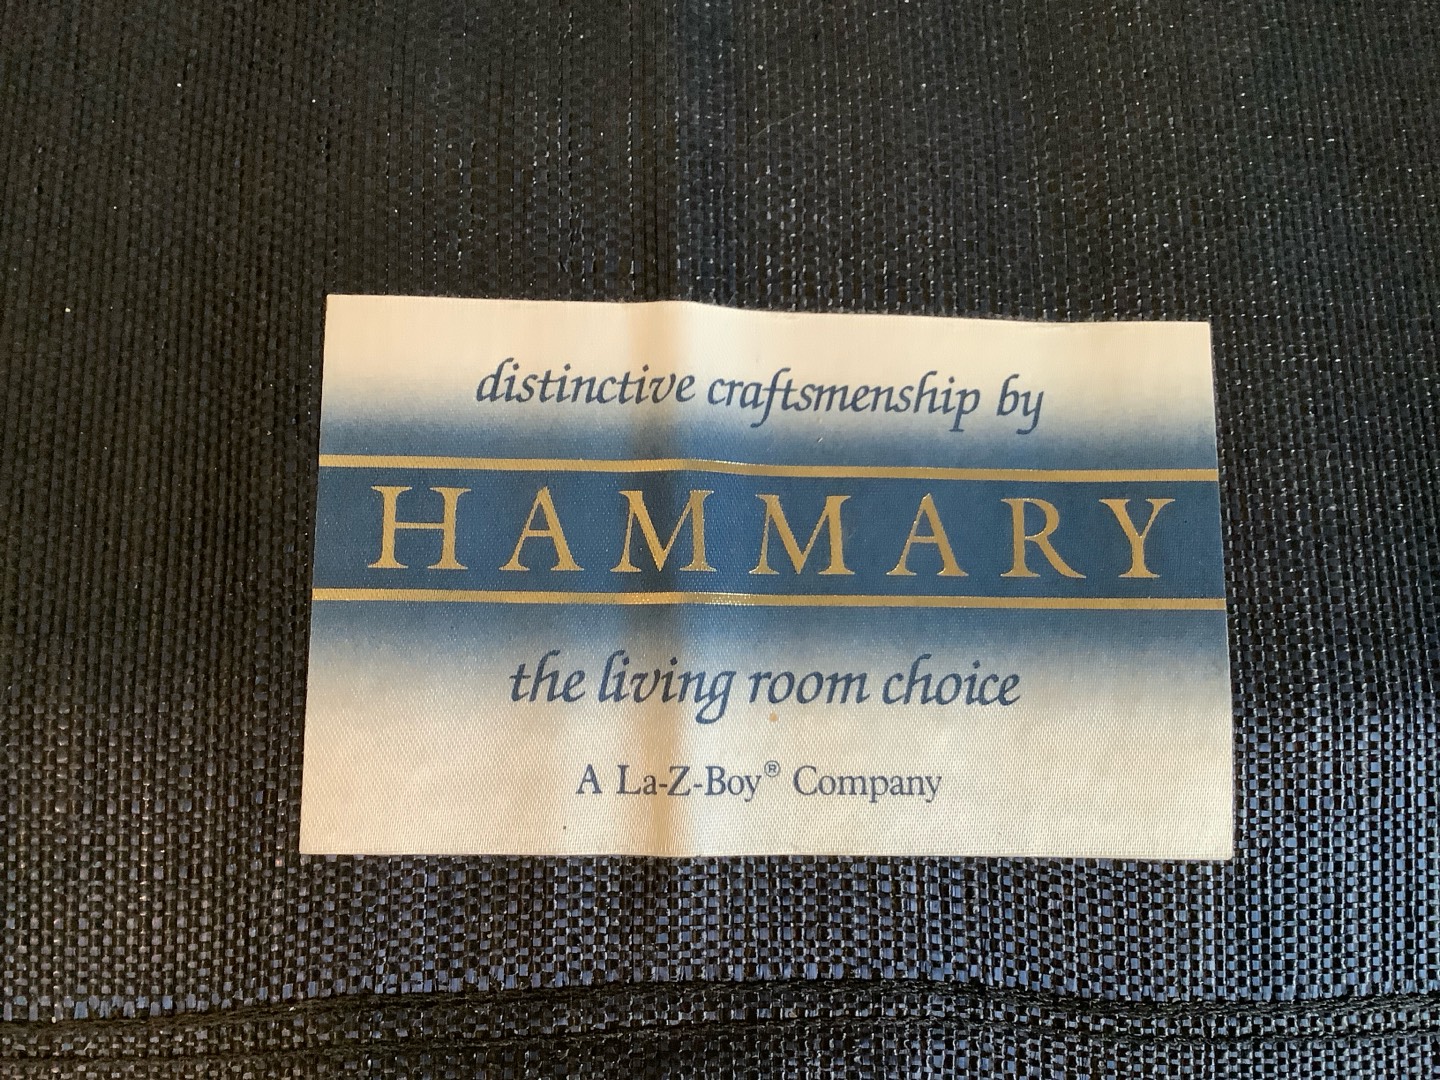 distinctive craftsmenship by
HAMMARY
the living room choice
A La-Z-Boy® Company